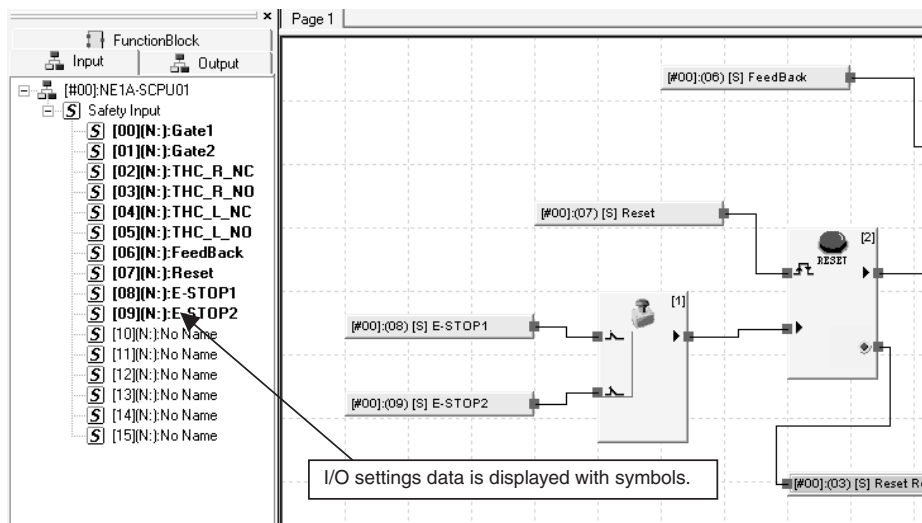 Page 1
FunctionBlock
Input
Output
[#00]:NE1A-SCPU01
Safety Input
[00](N:):Gate1
[01](N:):Gate2
[02](N:):THC_R_NC
[03](N:):THC_R_NO
[04](N:):THC_L_NC
[05](N:):THC_L_NO
[06](N:):FeedBack
[07](N:):Reset
[08](N:):E-STOP1
[09](N:):E-STOP2
[10](N:):No Name
[11](N:):No Name
[12](N:):No Name
[13](N:):No Name
[14](N:):No Name
[15](N:):No Name
[#00]:(06) [S] FeedBack
[#00]:(07) [S] Reset
[2]
RESET
[1]
[#00]:(08) [S] E-STOP1
[#00]:(09) [S] E-STOP2
I/O settings data is displayed with symbols.
[#00]:(03) [S] Reset Re